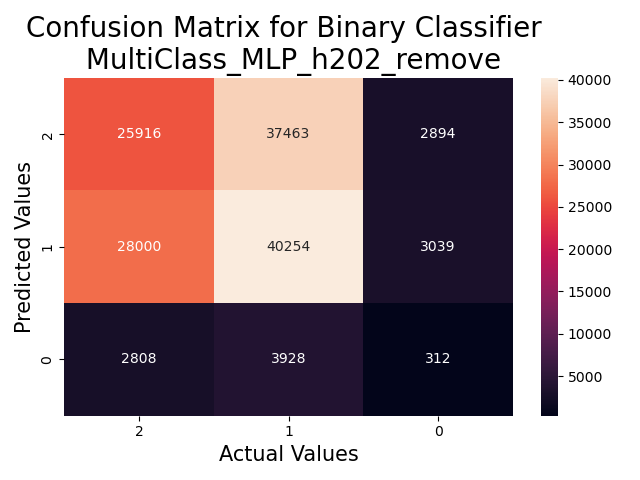 Confusion Matrix for Binary Classifier
MultiClass_MLP_h202_remove
Predicted Values
2
25916 37463 2894
1
28000 40254 3039
0
2808 3928 312
2 1 0
Actual Values
40000
35000
30000
25000
20000
15000
10000
5000